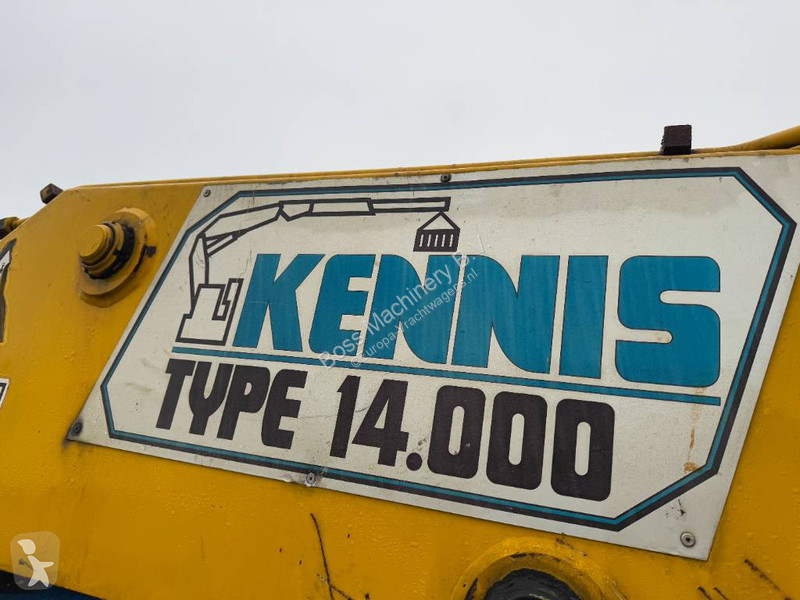 KENNIS
TYPE 14.000
Boss Machinery B.V.
europa-vrachtwagens.nl